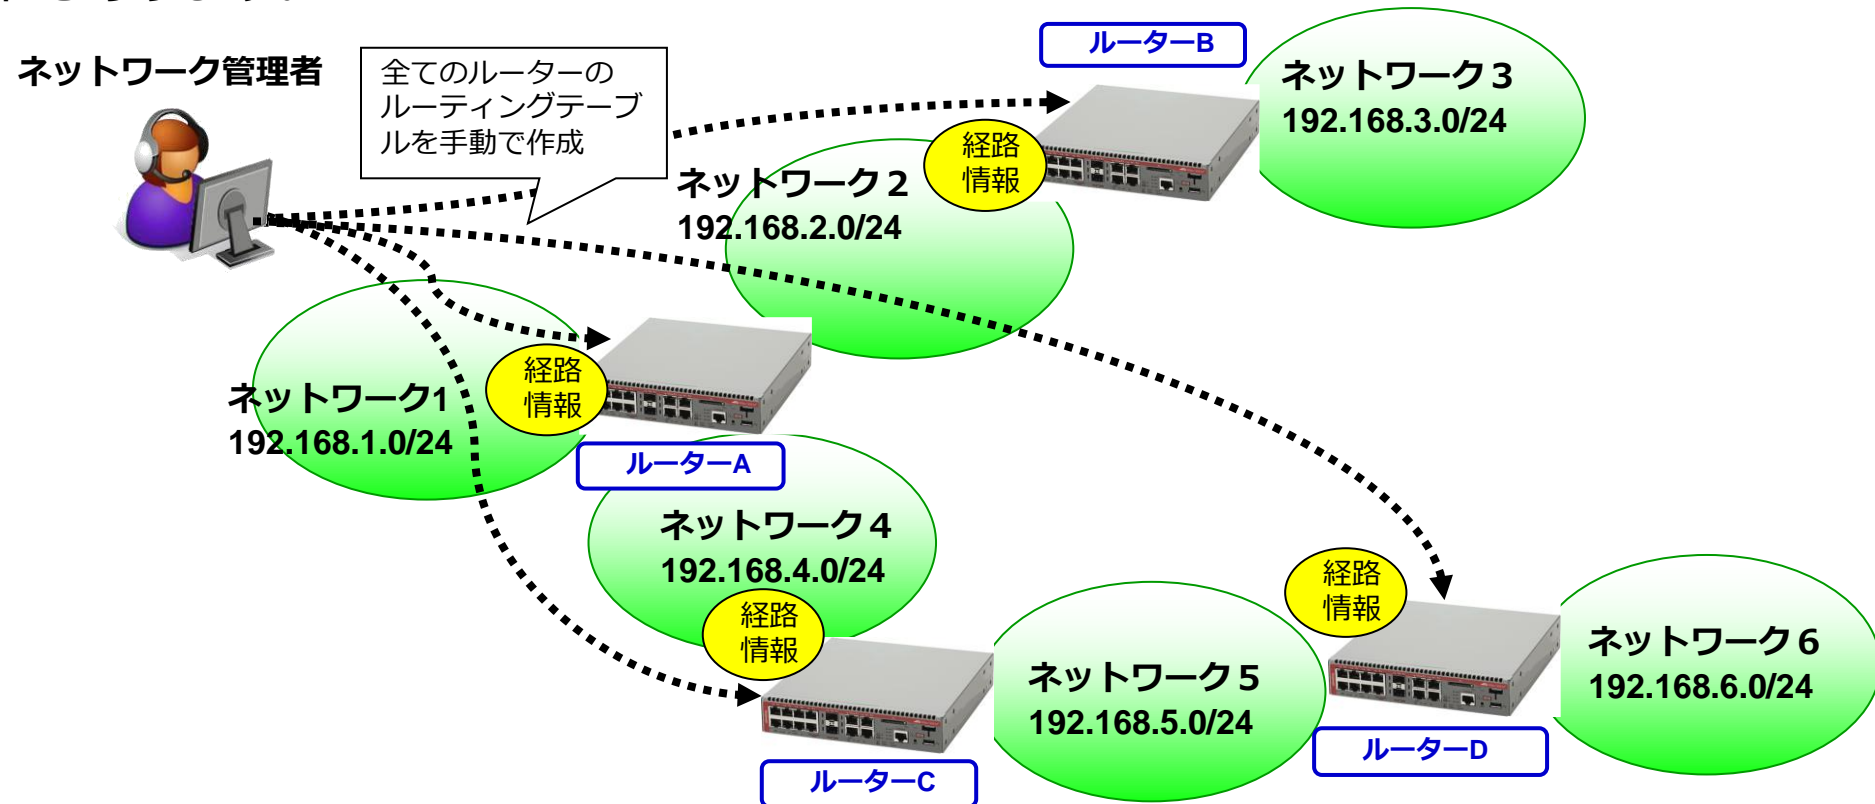 ネットワーク管理者
全てのルーターの
ルーティングテーブ
ルを手動で作成
ルーターB
ネットワーク3
192.168.3.0/24
経路
情報
ネットワーク2
192.168.2.0/24
経路
情報
ネットワーク1
192.168.1.0/24
ルーターA
ネットワーク4
192.168.4.0/24
経路
情報
経路
情報
ネットワーク5
192.168.5.0/24
ネットワーク6
192.168.6.0/24
ルーターC
ルーターD